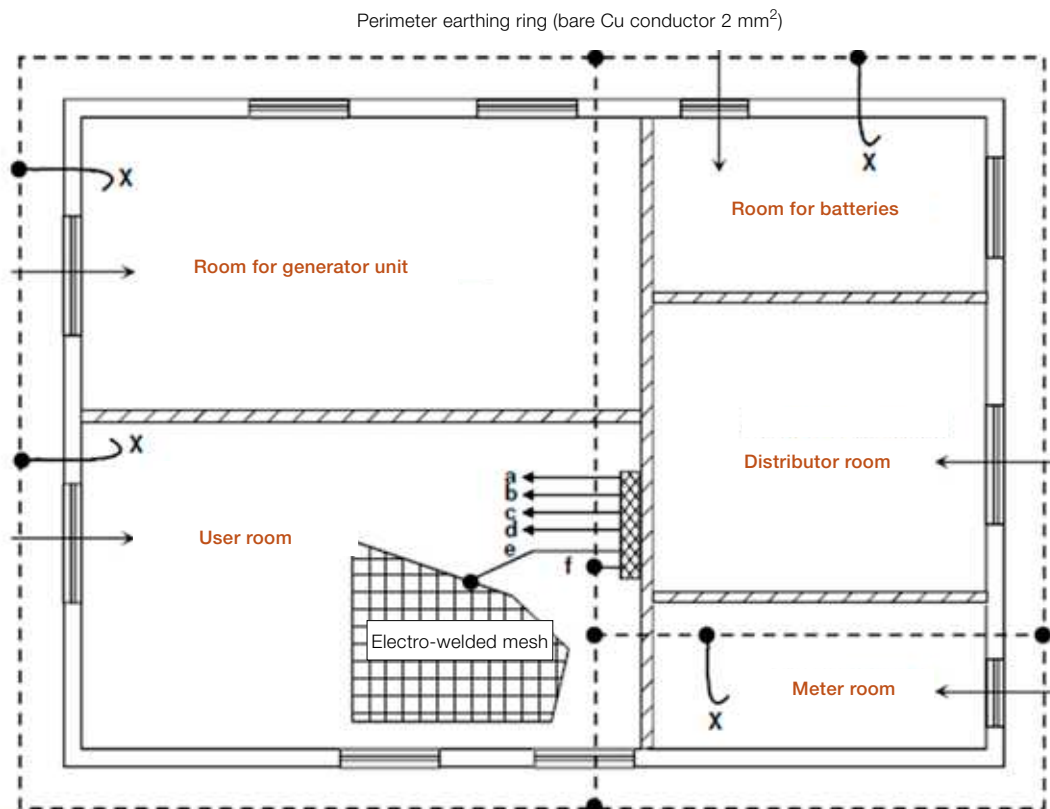 Perimeter earthing ring (bare Cu conductor 2 mm²)
X
X
Room for batteries
Room for generator unit
X
Distributor room
a
b
c
d
e
f
User room
Electro-welded mesh
Meter room
X